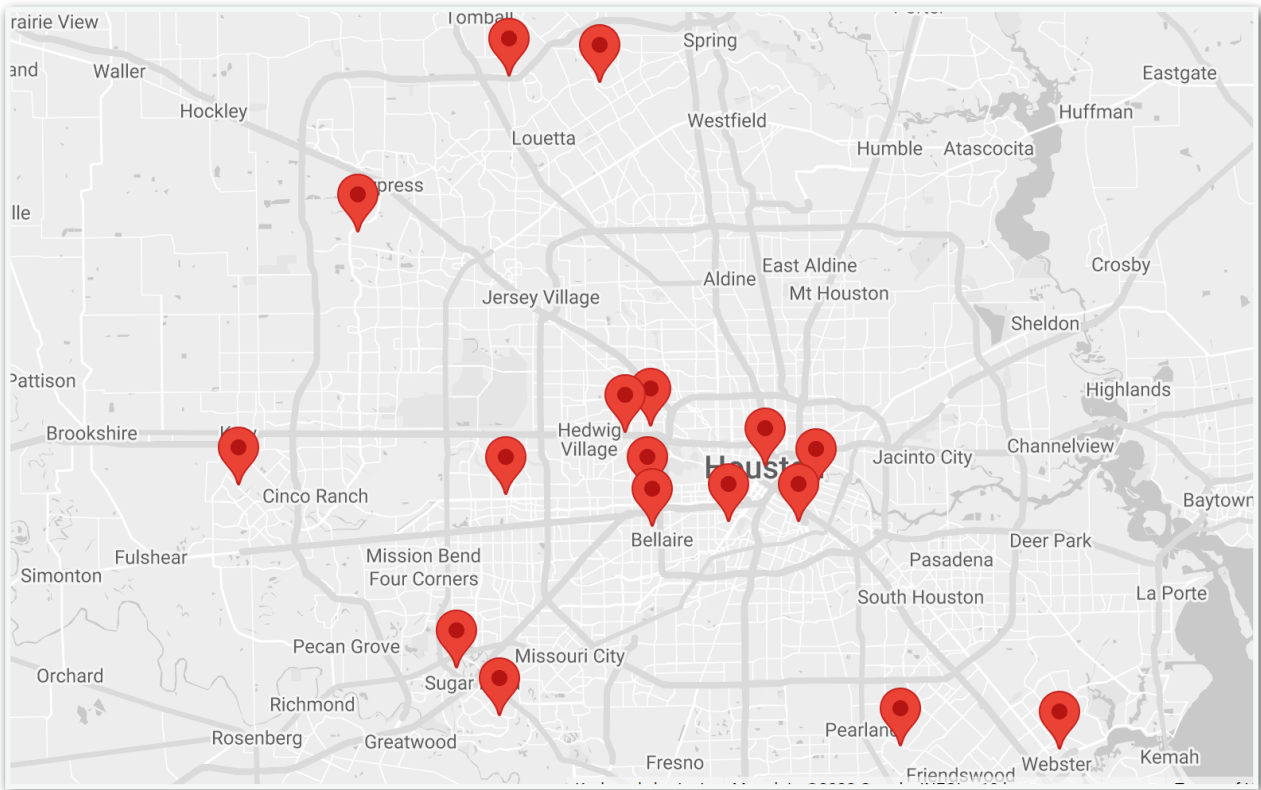 rairie View
Tomball
Spring
and
Waller
Eastgate
Hockley
Huffman
Westfield
Louetta
Humble
Atascocita
press
lle
Crosby
East Aldine
Aldine
Mt Houston
Jersey Village
Sheldon
Pattison
Highlands
Brookshire
Hedwig
Village
Channelview
Jacinto City
Houston
Cinco Ranch
Baytown
Bellaire
Deer Park
Fulshear
Mission Bend
Four Corners
Pasadena
Simonton
La Porte
South Houston
Pecan Grove
Missouri City
Orchard
Sugar
Richmond
Pearland
Rosenberg
Greatwood
Fresno
Webster
Kemah
Friendswood